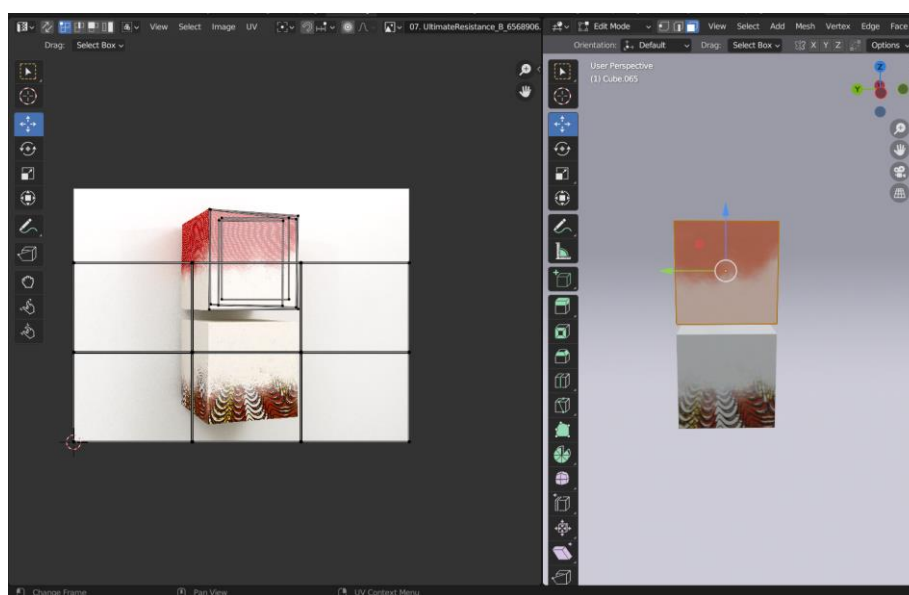 View Select Image UV 07. UltimateResistance_B_6568906.
Drag: Select Box
Edit Mode View Select Add Mesh Vertex Edge Face
Orientation: Default Drag: Select Box X Y Z Options
User Perspective
(1) Cube.065
Z
Y
Change Frame Pan View UV Context Menu